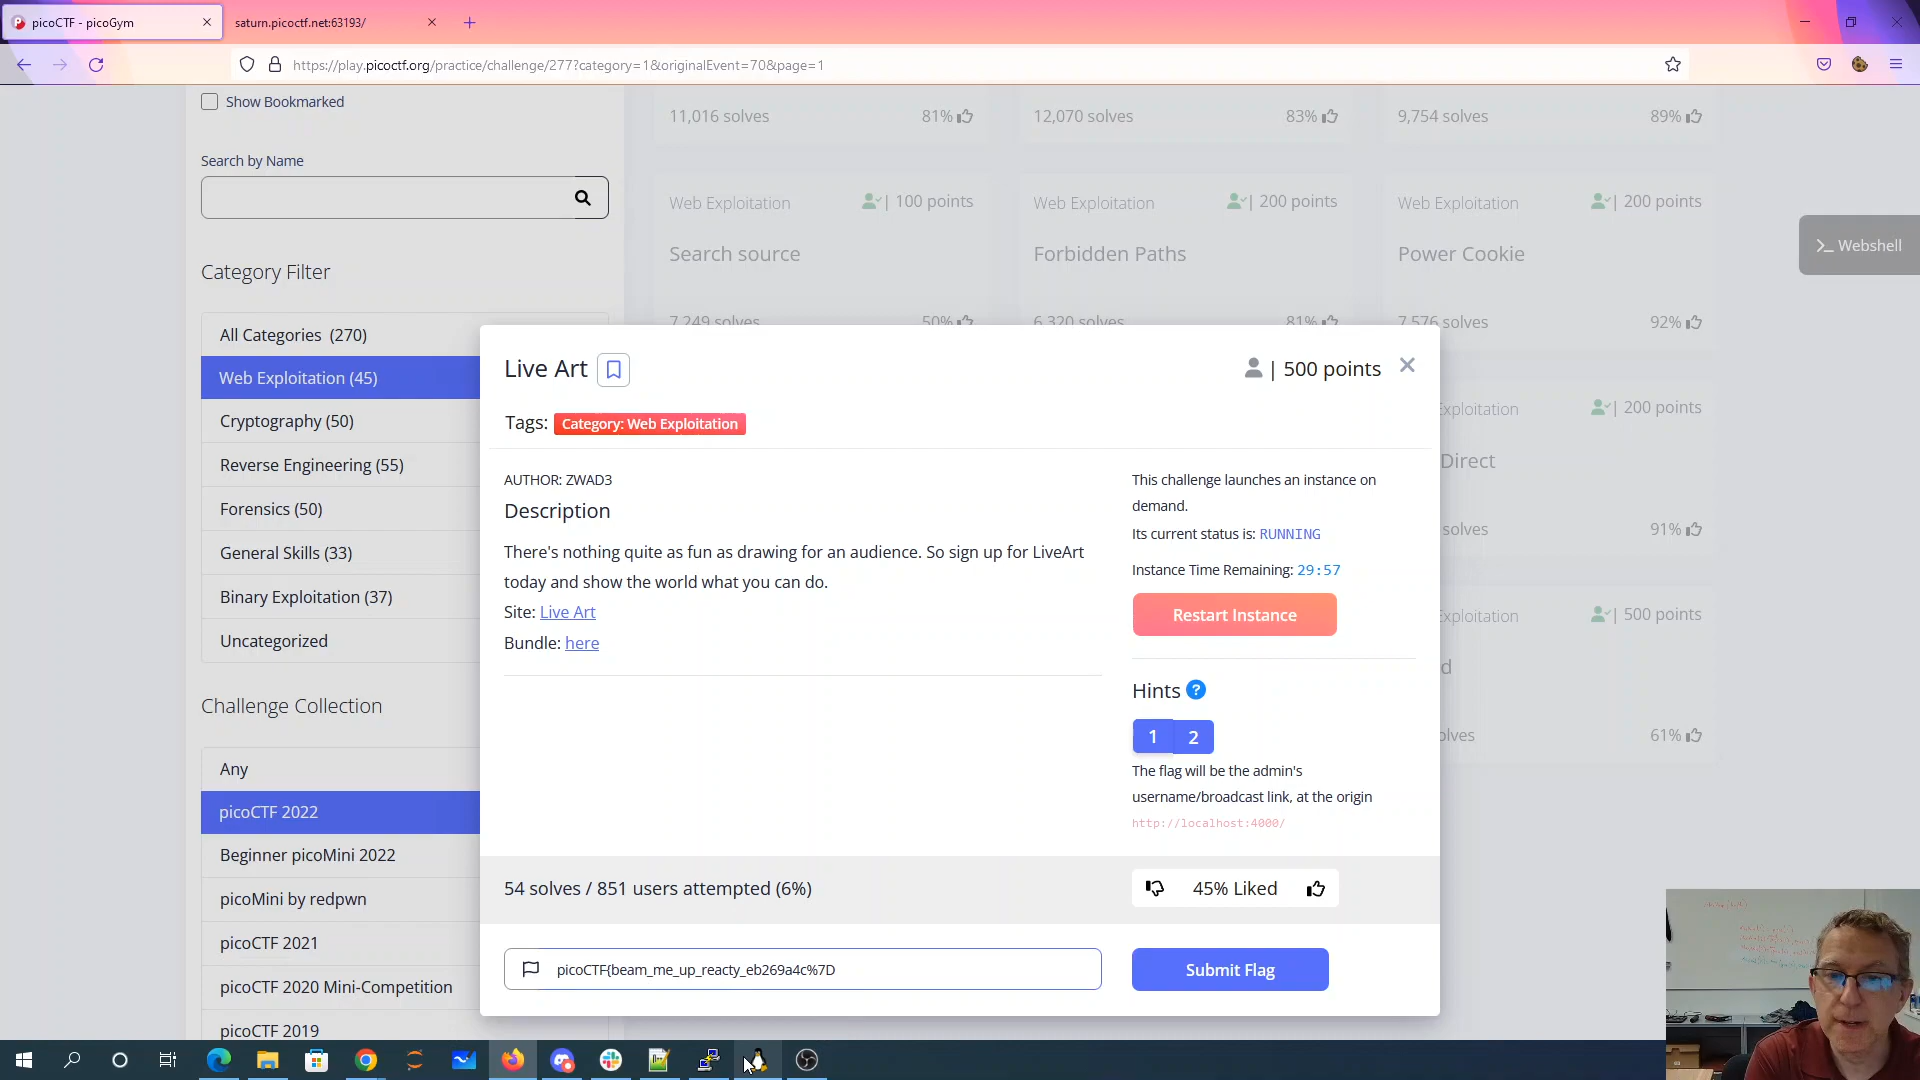 picoCTF - picoGym
saturn.picoctf.net:63193/
https://play.picoctf.org/practice/challenge/277?category=1&originalEvent=70&page=1
Show Bookmarked
11,016 solves
81%
12,070 solves
83%
9,754 solves
89%
Search by Name
Web Exploitation
| 100 points
Web Exploitation
| 200 points
Web Exploitation
| 200 points
>_ Webshell
Search source
Forbidden Paths
Power Cookie
Category Filter
7,249 solves
50%
6,320 solves
81%
7,576 solves
92%
All Categories (270)
Web Exploitation (45)
Cryptography (50)
Reverse Engineering (55)
Forensics (50)
General Skills (33)
Binary Exploitation (37)
Uncategorized
Challenge Collection
Any
picoCTF 2022
Beginner picoMini 2022
picoMini by redpwn
picoCTF 2021
picoCTF 2020 Mini-Competition
picoCTF 2019
Live Art
| 500 points
Tags: Category: Web Exploitation
AUTHOR: ZWAD3
Description
There's nothing quite as fun as drawing for an audience. So sign up for LiveArt
today and show the world what you can do.
Site: Live Art
Bundle: here
This challenge launches an instance on
demand.
Its current status is: RUNNING
Instance Time Remaining: 29:57
Restart Instance
Hints ?
1 2
The flag will be the admin's
username/broadcast link, at the origin
http://localhost:4000/
54 solves / 851 users attempted (6%)
45% Liked
picoCTF{beam_me_up_reacty_eb269a4c%7D
Submit Flag
Exploitation
| 200 points
Direct
solves
91%
Exploitation
| 500 points
d
olves
61%